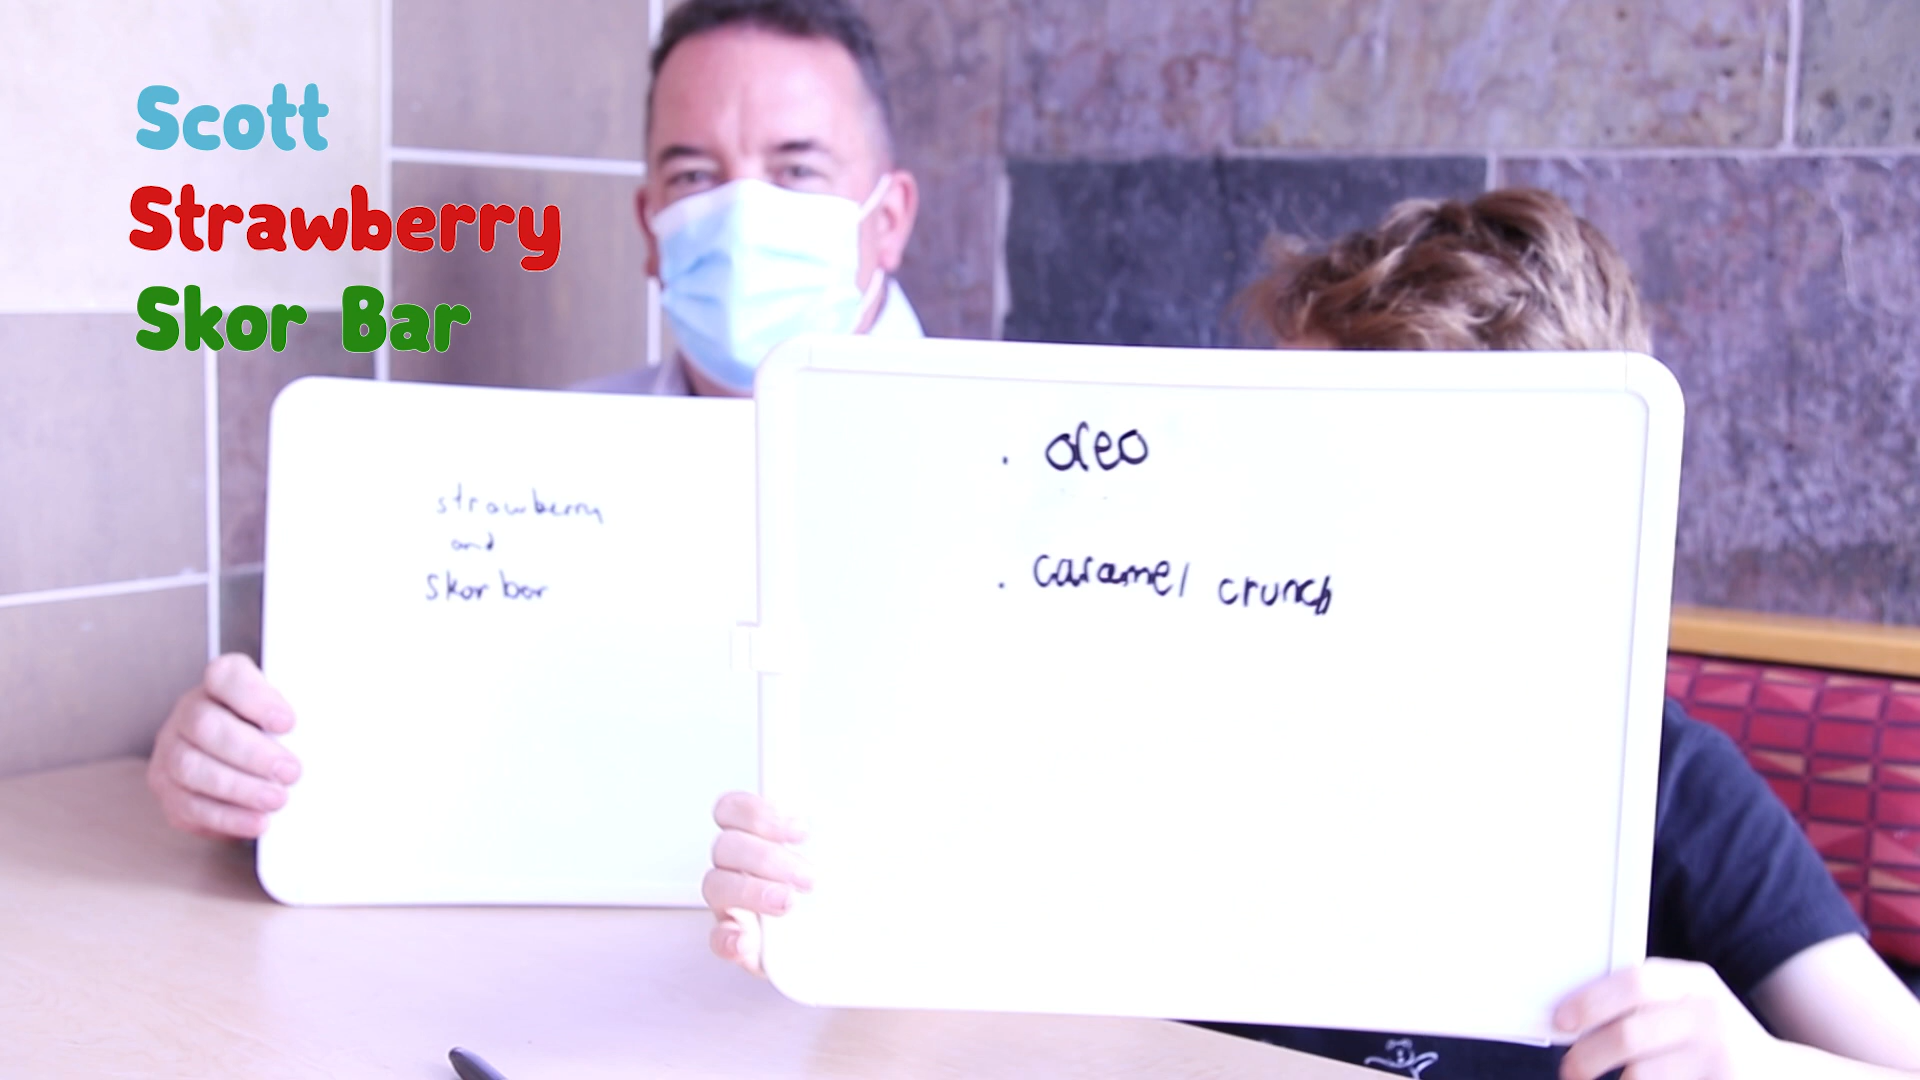 Scott
Strawberry
Skor Bar
strawberry
and
skor bar
. oreo
. caramel crunch